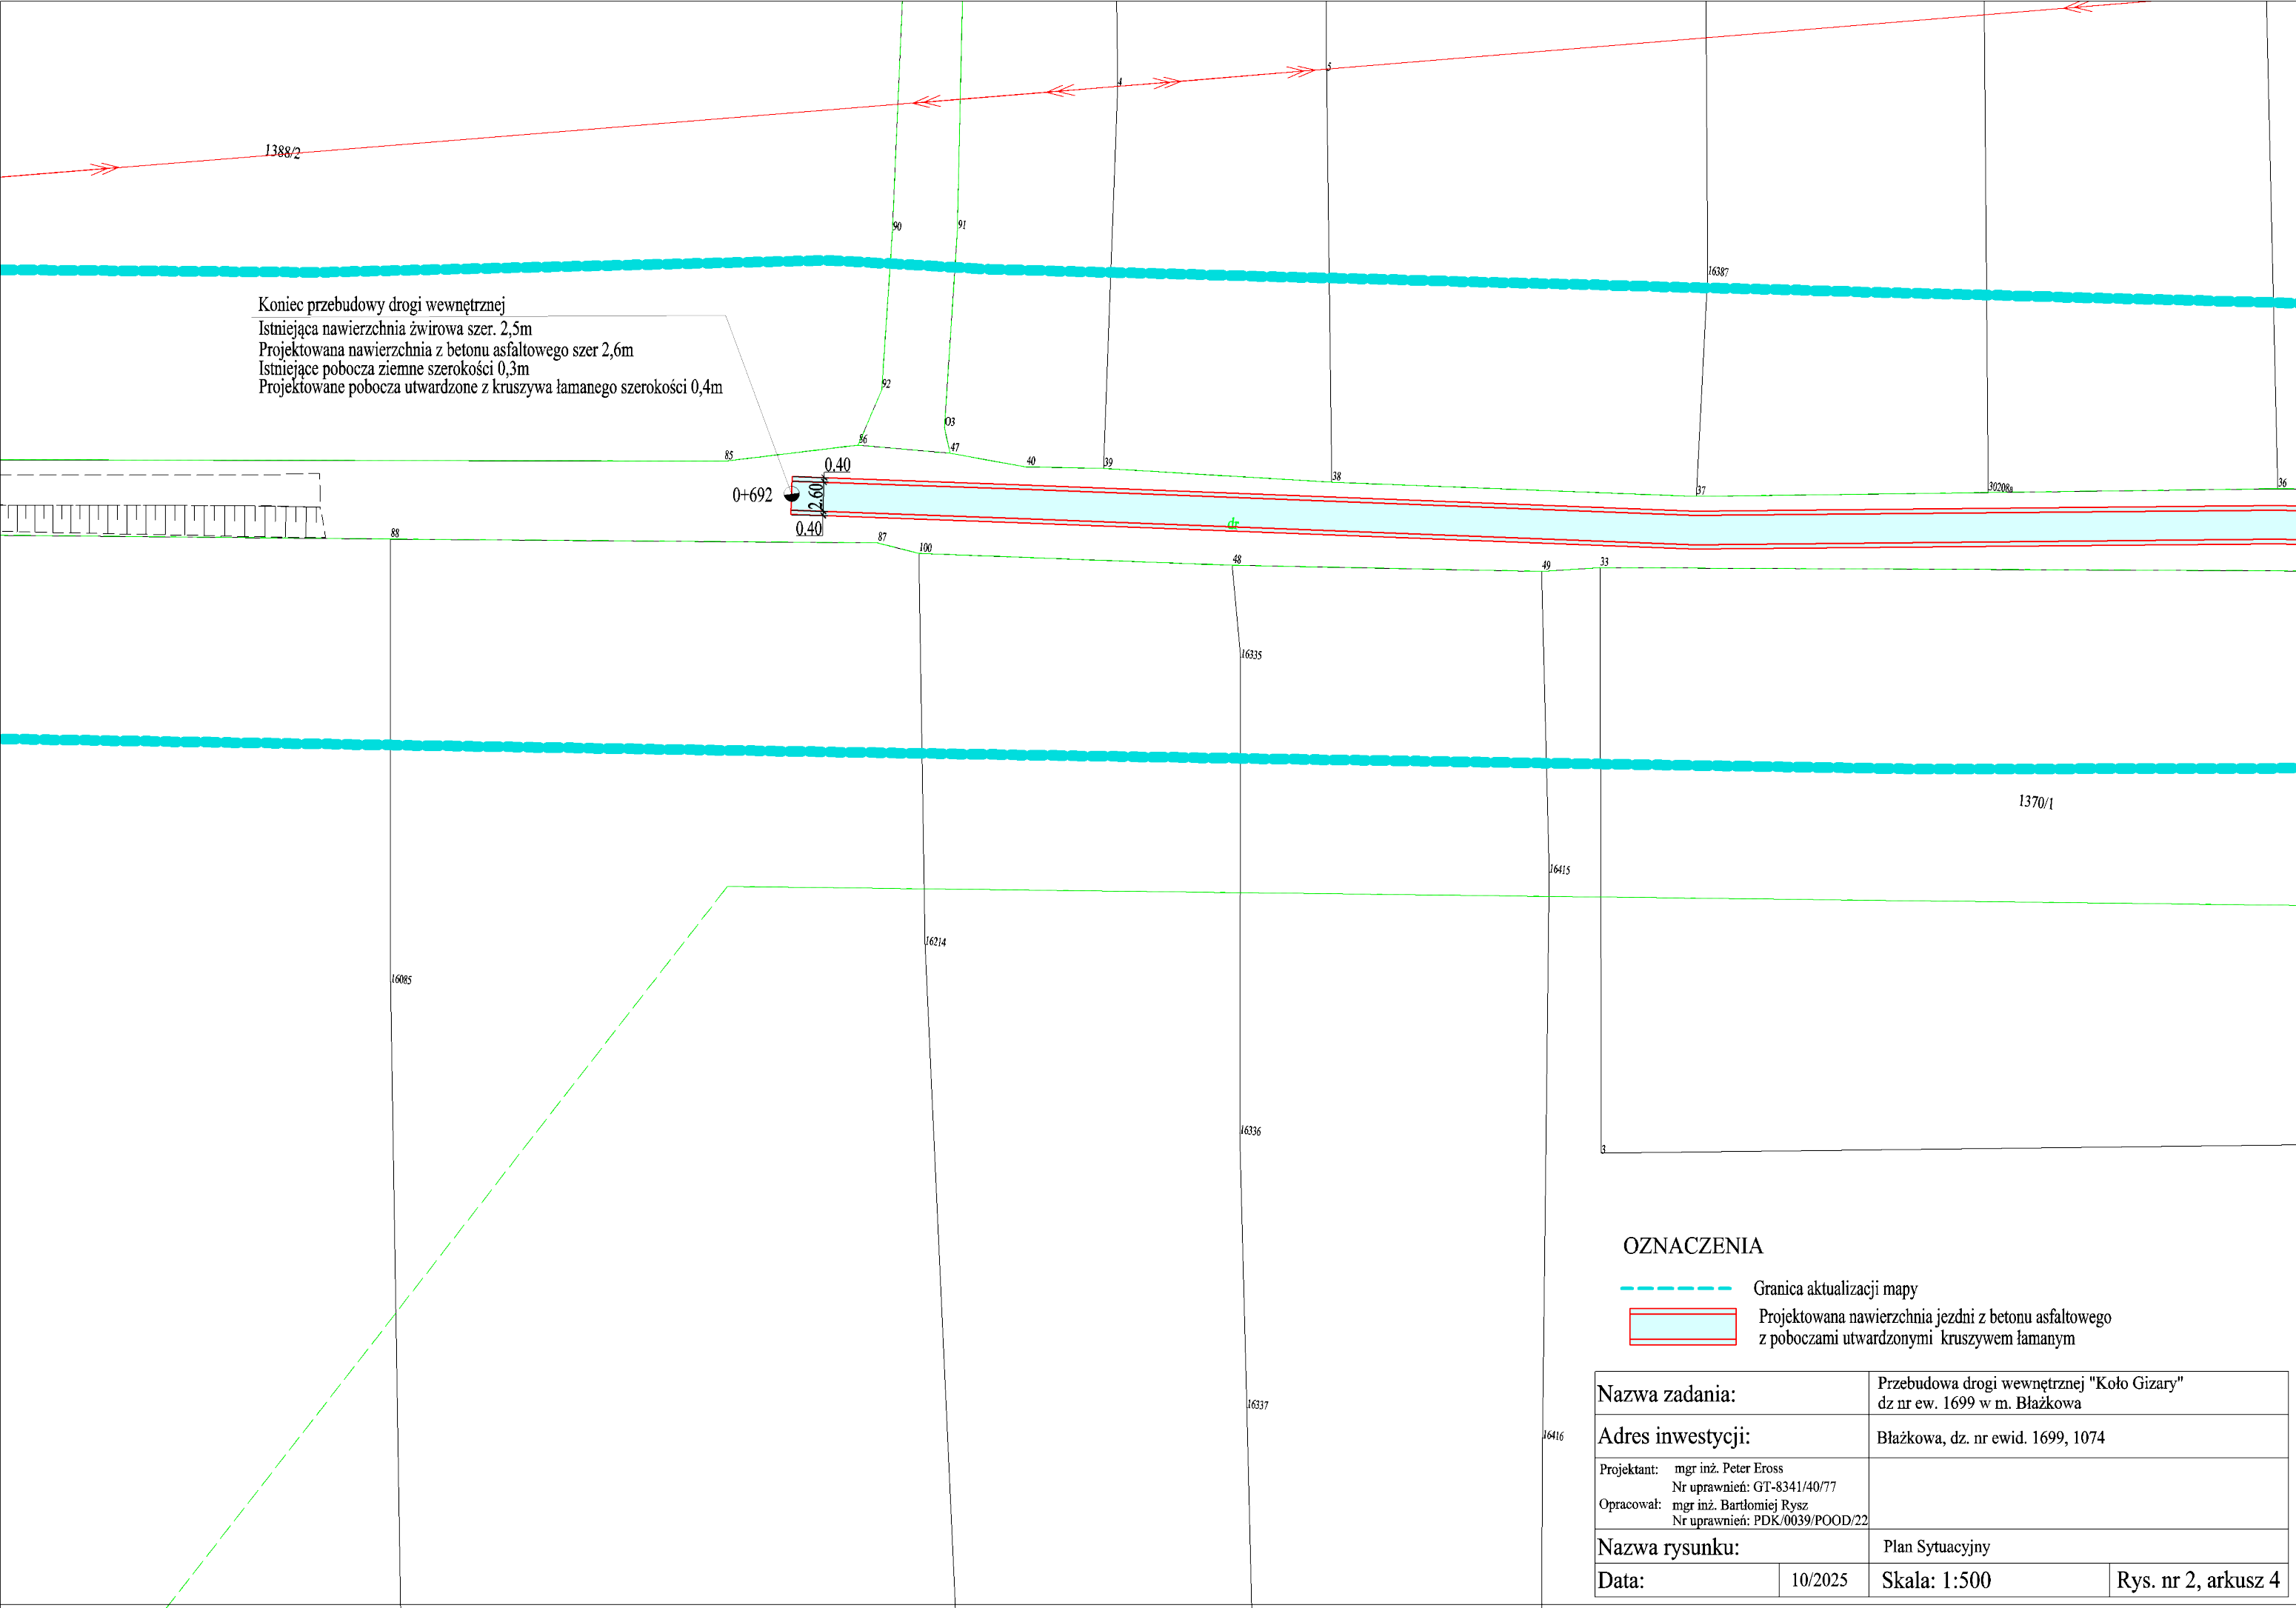 5
4
1388/2
90
91
16387
Koniec przebudowy drogi wewnętrznej
Istniejąca nawierzchnia żwirowa szer. 2,5m
Projektowana nawierzchnia z betonu asfaltowego szer 2,6m
Istniejące pobocza ziemne szerokości 0,3m
Projektowane pobocza utwardzone z kruszywa łamanego szerokości 0,4m
92
O3
86
47
85
40
39
38
37
30208a
36
0.40
0+692
2.60
0.40
dr
88
87
100
48
49
33
16335
1370/1
16415
16214
16085
16336
3
16337
16416
OZNACZENIA
Granica aktualizacji mapy
Projektowana nawierzchnia jezdni z betonu asfaltowego
z poboczami utwardzonymi kruszywem łamanym
Nazwa zadania:
Przebudowa drogi wewnętrznej "Koło Gizary"
dz nr ew. 1699 w m. Błażkowa
Adres inwestycji:
Błażkowa, dz. nr ewid. 1699, 1074
Projektant: mgr inż. Peter Eross
Nr uprawnień: GT-8341/40/77
Opracował: mgr inż. Bartłomiej Rysz
Nr uprawnień: PDK/0039/POOD/22
Nazwa rysunku:
Plan Sytuacyjny
Data:
10/2025
Skala: 1:500
Rys. nr 2, arkusz 4